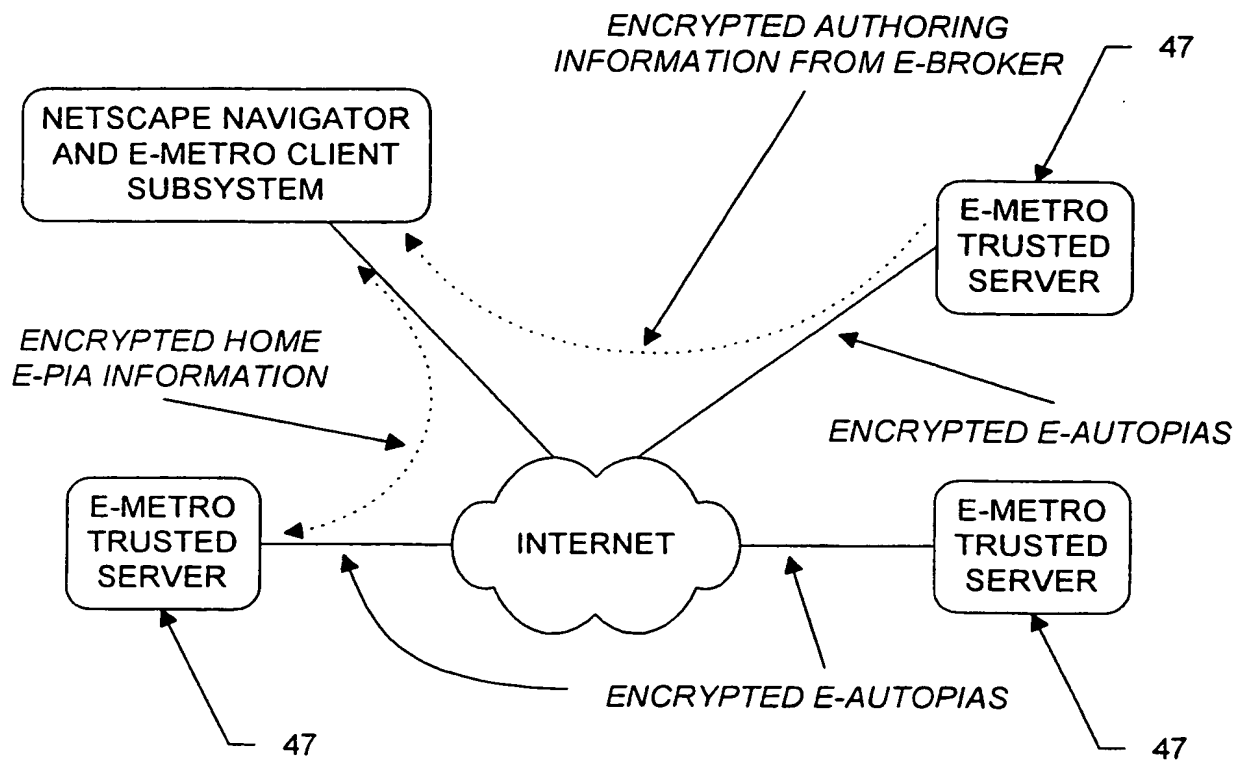 ENCRYPTED AUTHORING
INFORMATION FROM E-BROKER
47
NETSCAPE NAVIGATOR
AND E-METRO CLIENT
SUBSYSTEM
E-METRO
TRUSTED
SERVER
ENCRYPTED HOME
E-PIA INFORMATION
ENCRYPTED E-AUTOPIAS
E-METRO
TRUSTED
SERVER
INTERNET
E-METRO
TRUSTED
SERVER
ENCRYPTED E-AUTOPIAS
47
47